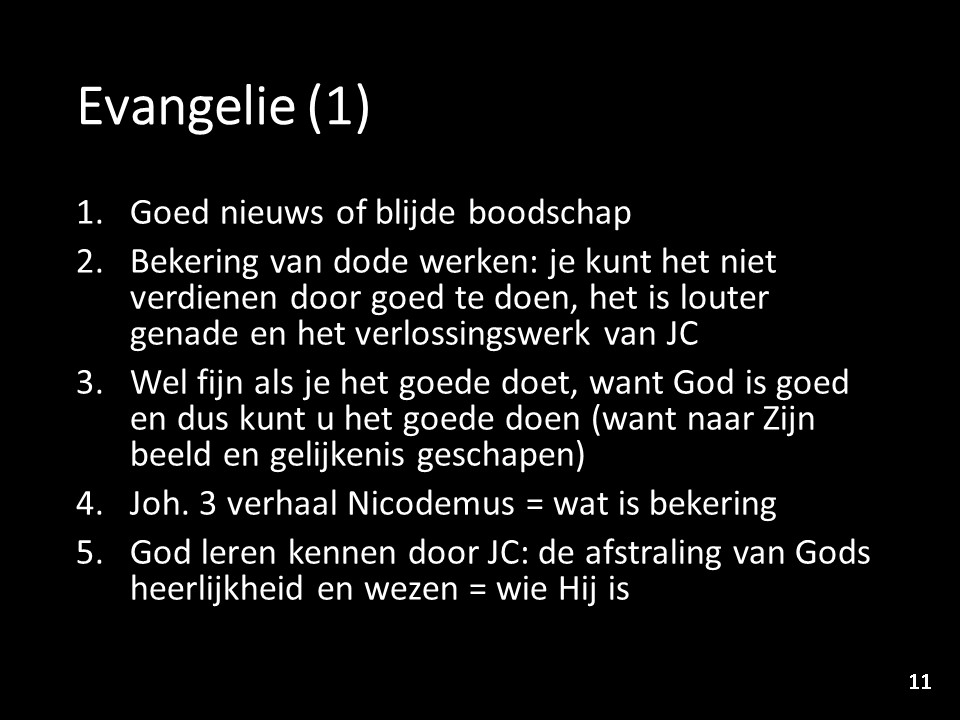 Evangelie (1)
1. Goed nieuws of blijde boodschap
2. Bekering van dode werken: je kunt het niet
verdienen door goed te doen, het is louter
genade en het verlossingswerk van JC
3. Wel fijn als je het goede doet, want God is goed
en dus kunt u het goede doen (want naar Zijn
beeld en gelijkenis geschapen)
4. Joh. 3 verhaal Nicodemus = wat is bekering
5. God leren kennen door JC: de afstraling van Gods
heerlijkheid en wezen = wie Hij is
11